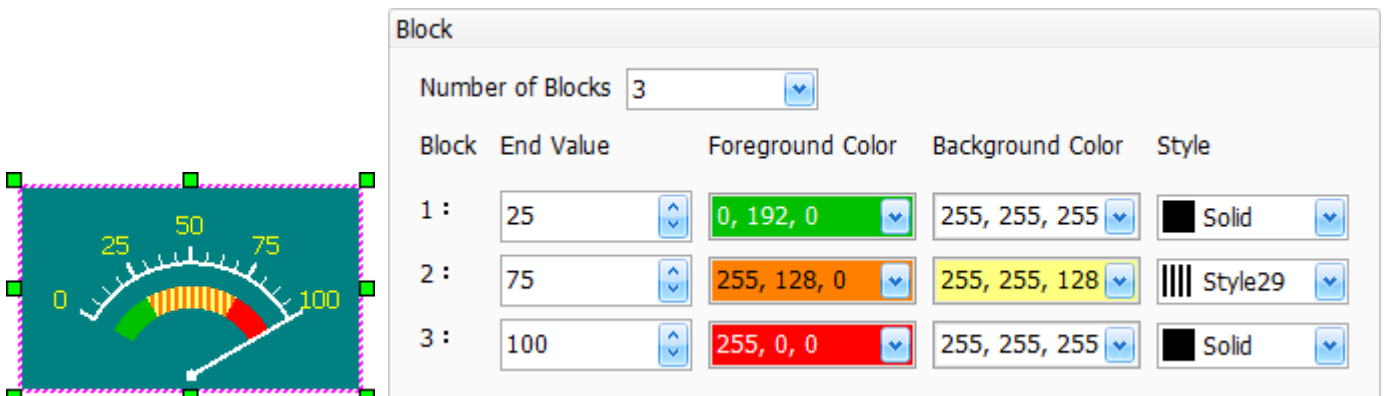 Block
Number of Blocks 3
Block End Value Foreground Color Background Color Style
1: 25 0, 192, 0 255, 255, 255 Solid
2: 75 255, 128, 0 255, 255, 128 Style29
3: 100 255, 0, 0 255, 255, 255 Solid
50
25 75
0 100